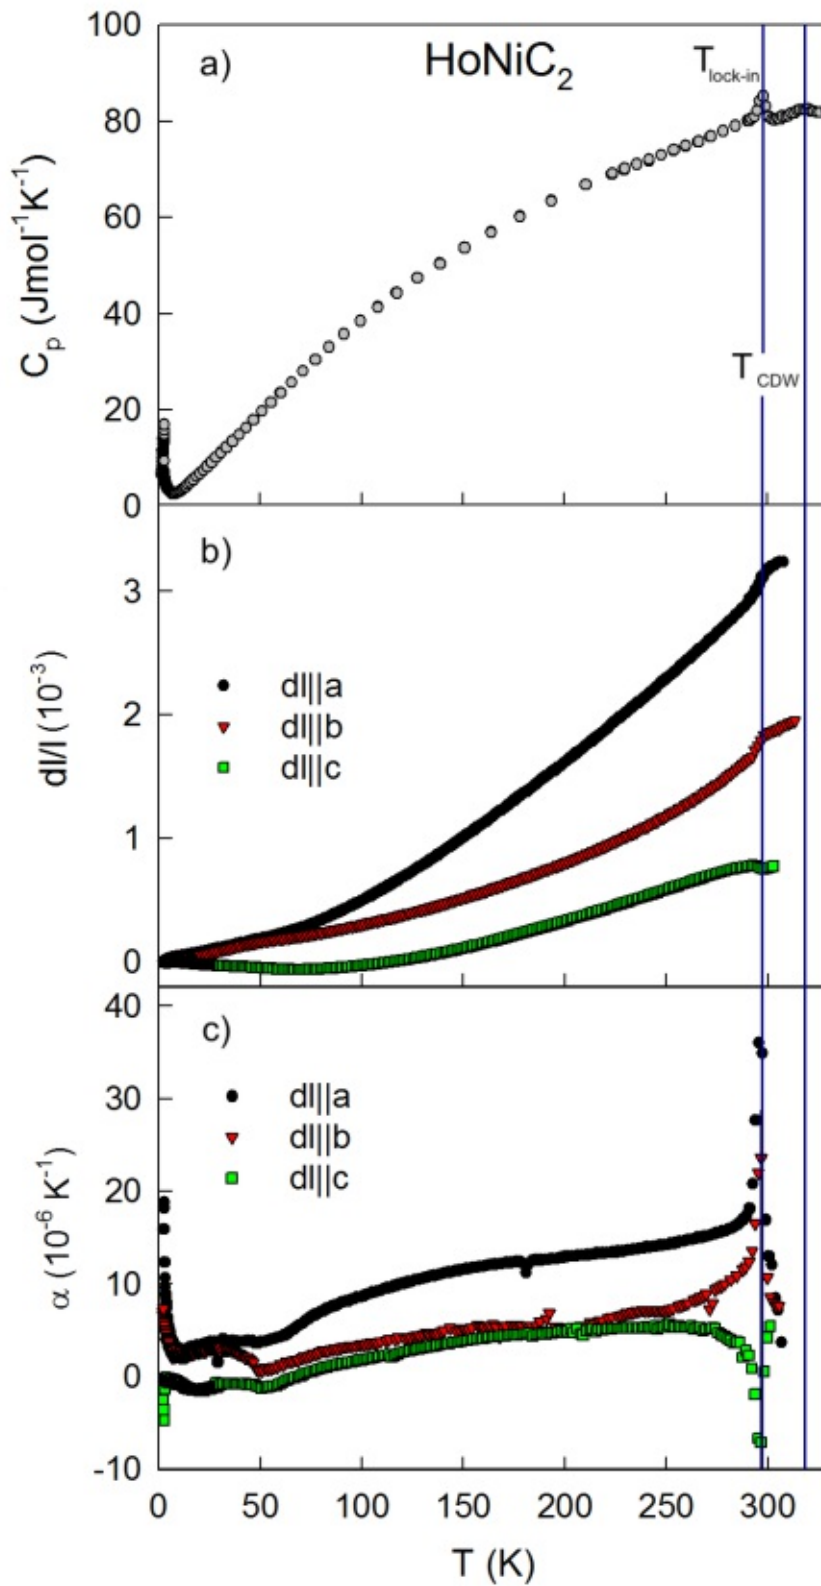 a)
HoNiC₂
T lock-in
T CDW
Cₚ (Jmol⁻¹K⁻¹)
100
80
60
40
20
0
b)
dl||a
dl||b
dl||c
dl/l (10⁻³)
3
2
1
0
c)
dl||a
dl||b
dl||c
α (10⁻⁶ K⁻¹)
40
30
20
10
0
-10
0 50 100 150 200 250 300
T (K)